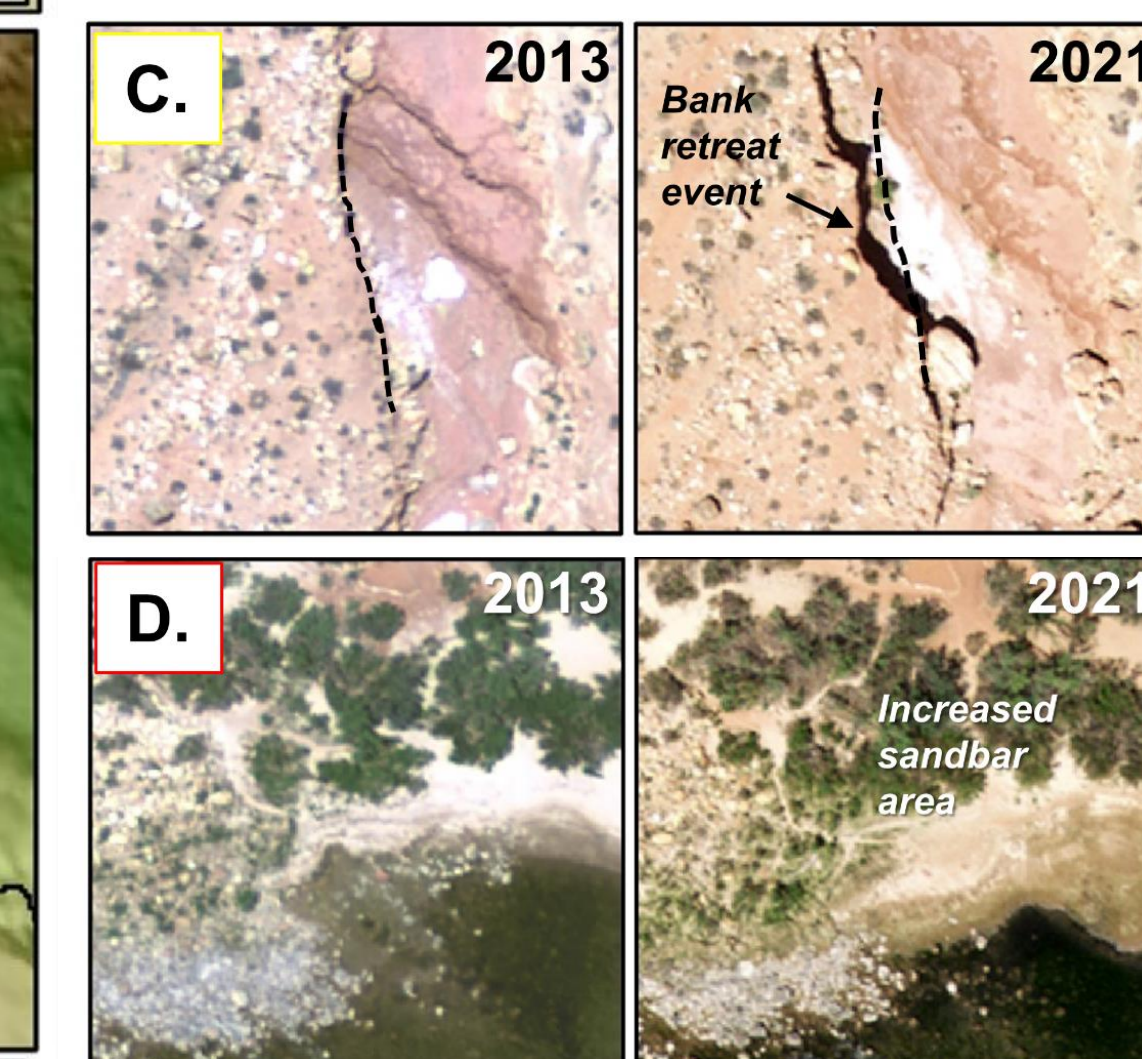 C.
2013
2021
Bank
retreat
event
D.
2013
2021
Increased
sandbar
area